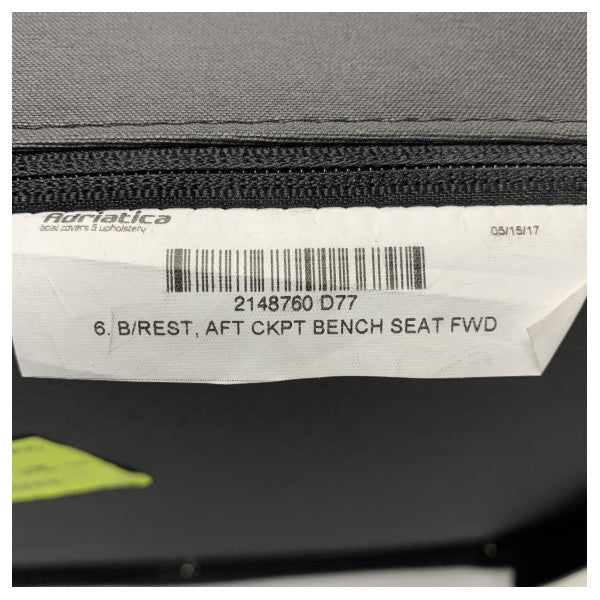 Adriatica
boat covers & upholstery
05/15/17
2148760 D77
6. B/REST, AFT CKPT BENCH SEAT FWD